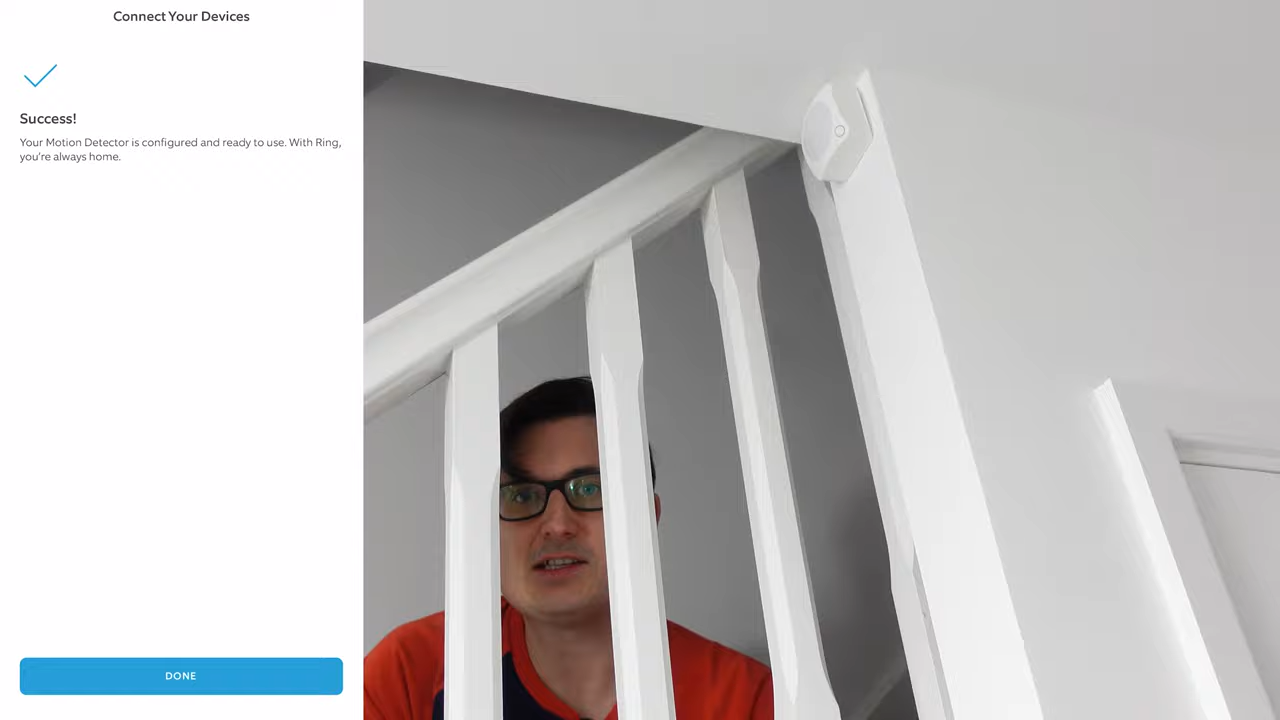 Connect Your Devices
Success!
Your Motion Detector is configured and ready to use. With Ring,
you're always home.
DONE